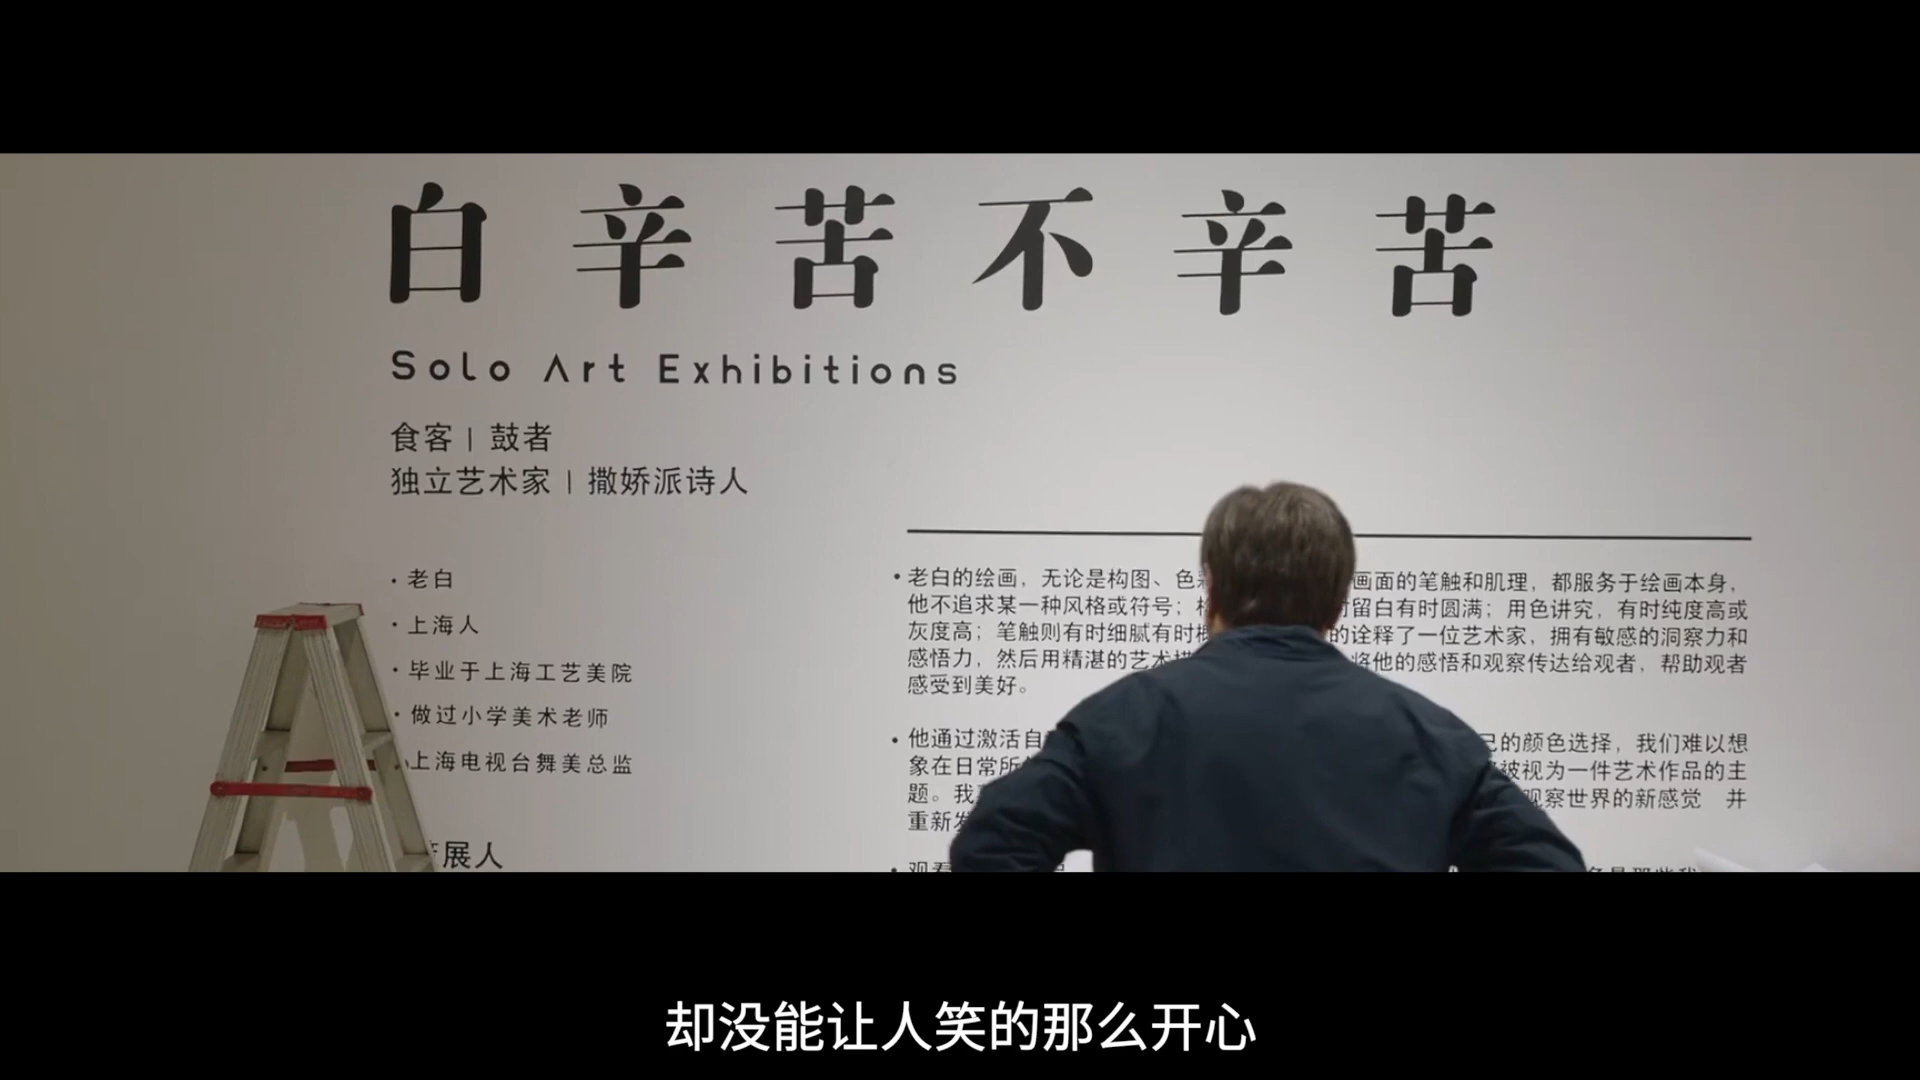 白辛苦不辛苦
Solo Art Exhibitions
食客 | 鼓者
独立艺术家 | 撒娇派诗人
· 老白
· 上海人
· 毕业于上海工艺美院
· 做过小学美术老师
上海电视台舞美总监
展人
• 老白的绘画，无论是构图、色 画面的笔触和肌理，都服务于绘画本身，
他不追求某一种风格或符号； 留白有时圆满；用色讲究，有时纯度高或
灰度高；笔触则有时细腻有时 的诠释了一位艺术家，拥有敏感的洞察力和
感悟力，然后用精湛的艺术 将他的感悟和观察传达给观者，帮助观者
感受到美好。
• 他通过激活自 己的颜色选择，我们难以想
象在日常所 被视为一件艺术作品的主
题。我 观察世界的新感觉 并
重新
• 观看
却没能让人笑的那么开心